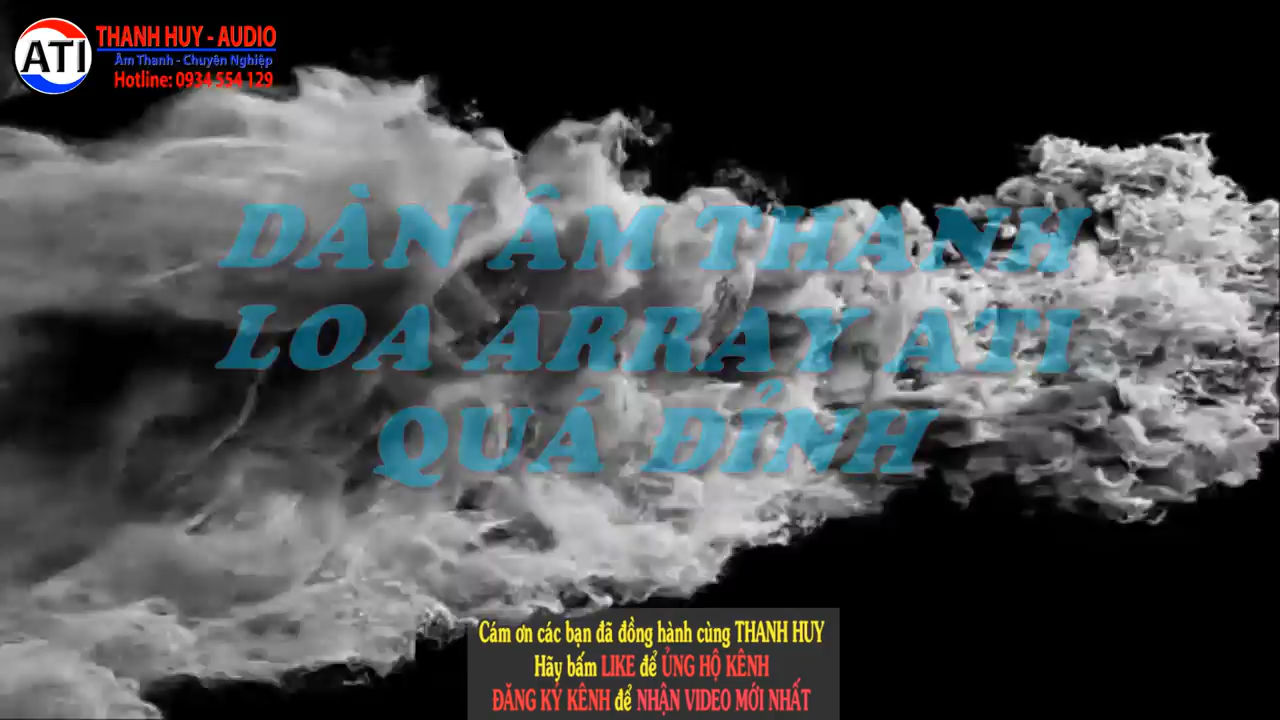 ATI
THANH HUY - AUDIO
Âm Thanh - Chuyên Nghiệp
Hotline: 0934 554 129
DÀN ÂM THANH
LOA ARRAY ATI
QUÁ ĐỈNH
Cám ơn các bạn đã đồng hành cùng THANH HUY
Hãy bấm LIKE để ỦNG HỘ KÊNH
ĐĂNG KÝ KÊNH để NHẬN VIDEO MỚI NHẤT